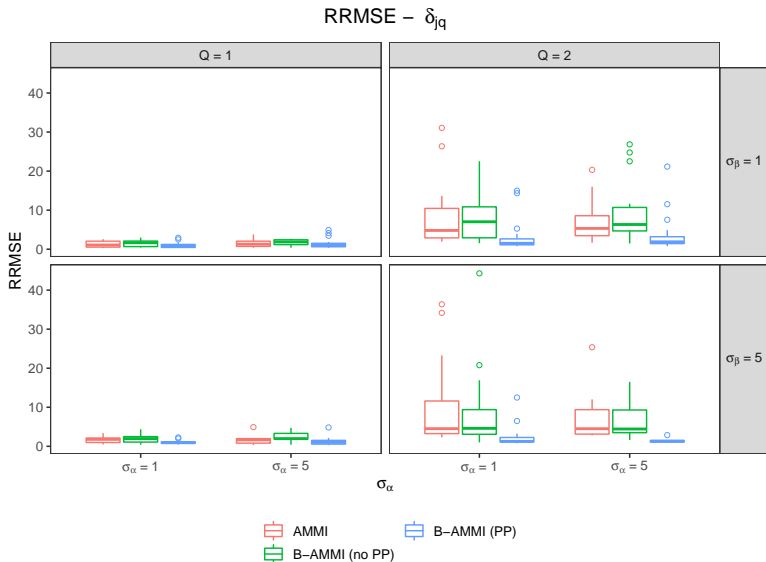 RRMSE − δjq
Q = 1
Q = 2
40
30
20
10
0
σβ = 1
40
30
20
10
0
σβ = 5
RRMSE
σα = 1
σα = 5
σα = 1
σα = 5
σα
AMMI
B−AMMI (PP)
B−AMMI (no PP)